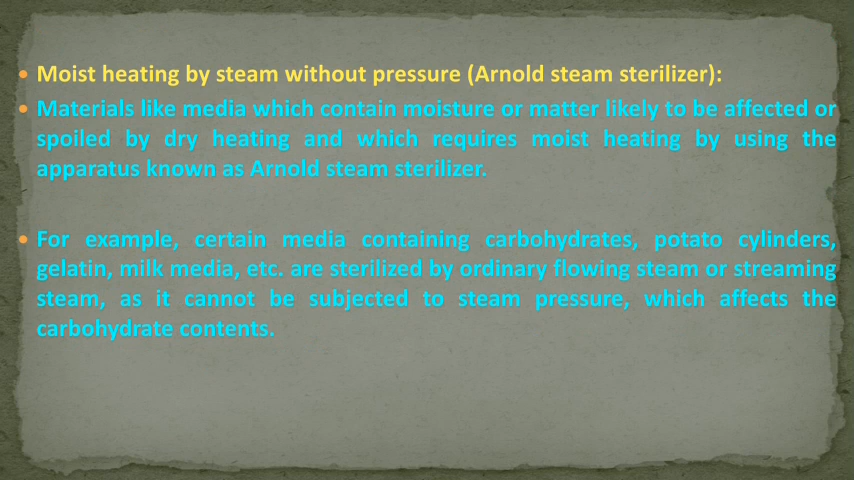 • Moist heating by steam without pressure (Arnold steam sterilizer):
• Materials like media which contain moisture or matter likely to be affected or
spoiled by dry heating and which requires moist heating by using the
apparatus known as Arnold steam sterilizer.
• For example, certain media containing carbohydrates, potato cylinders,
gelatin, milk media, etc. are sterilized by ordinary flowing steam or streaming
steam, as it cannot be subjected to steam pressure, which affects the
carbohydrate contents.